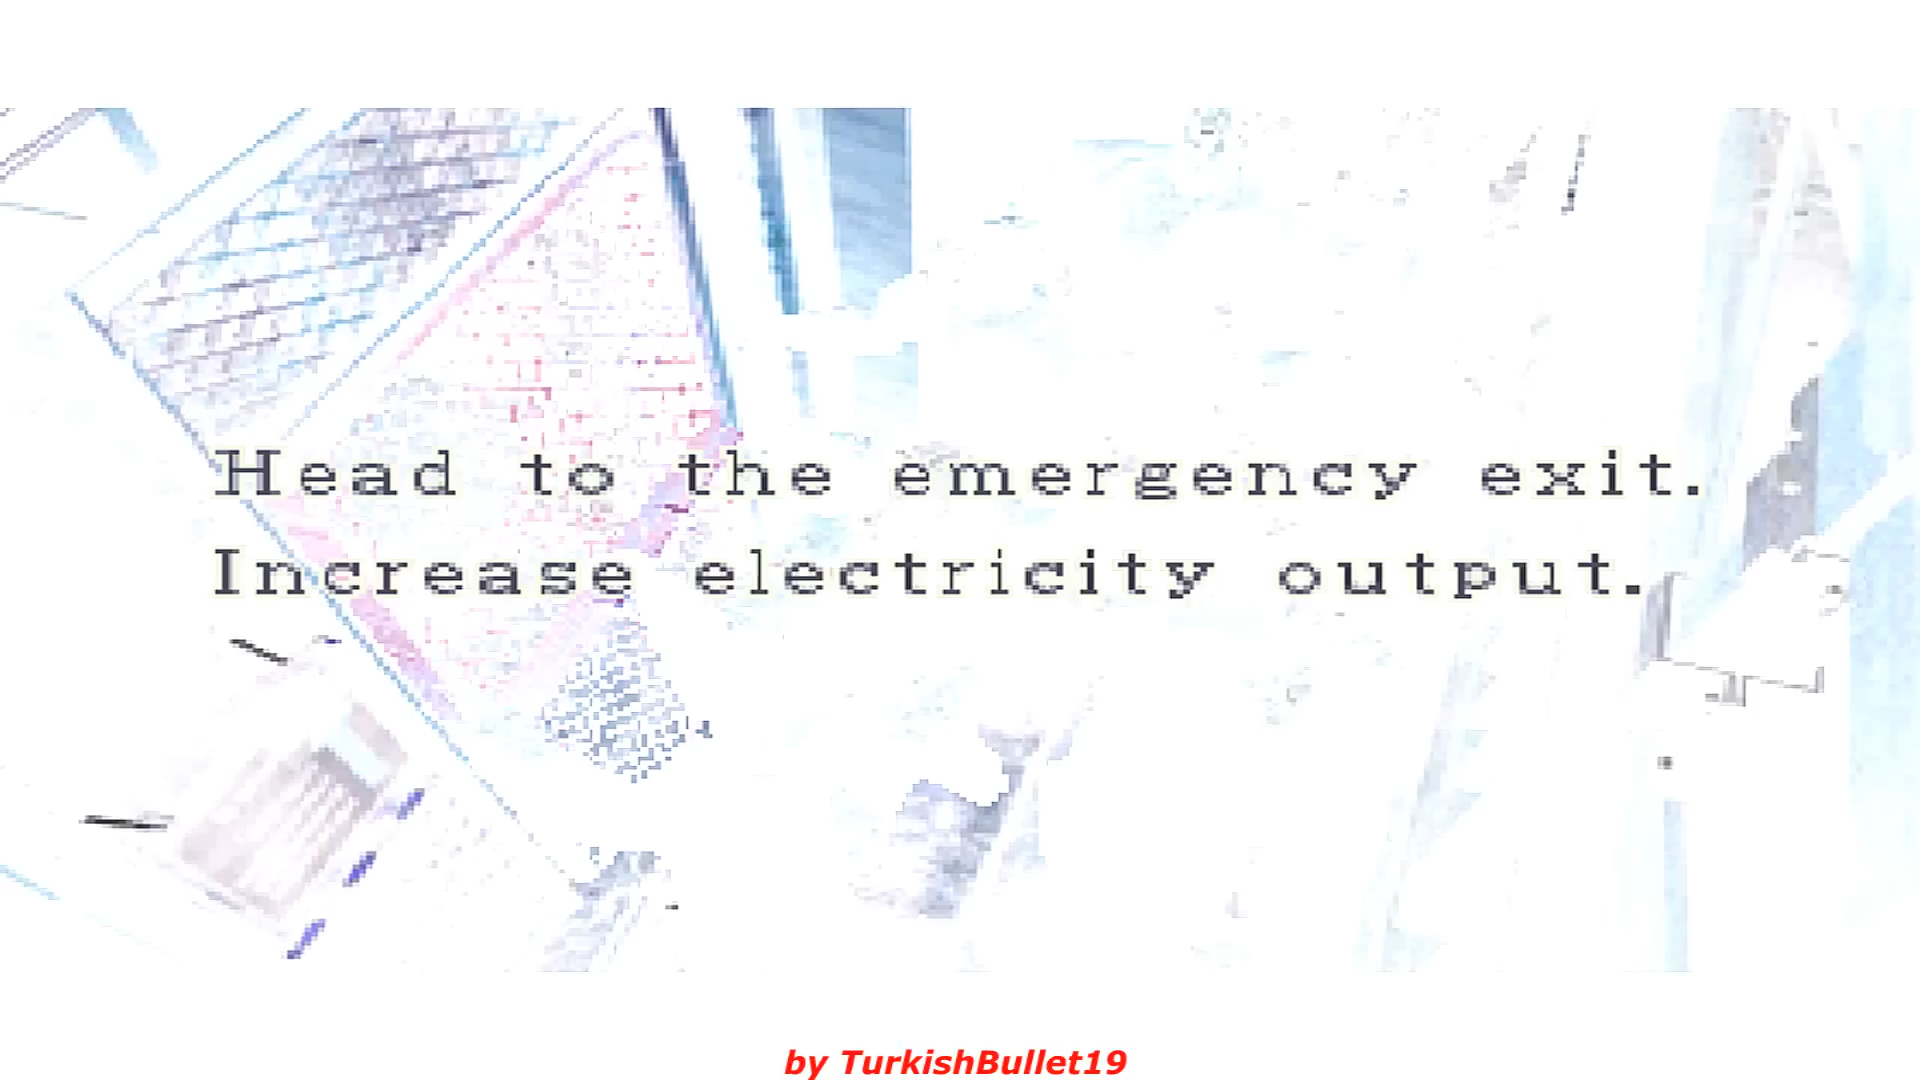 Head to the emergency exit.
Increase electricity output.
by TurkishBullet19